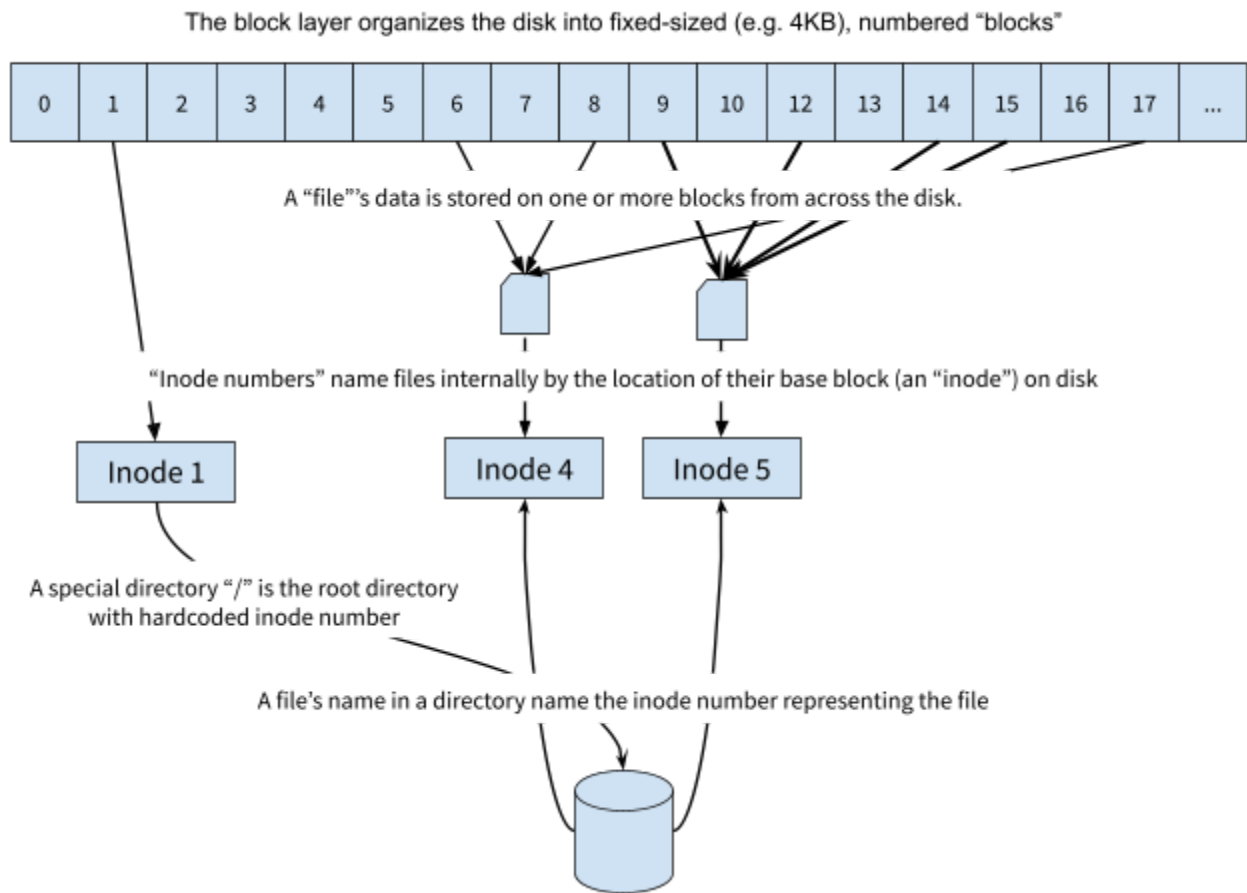 The block layer organizes the disk into fixed-sized (e.g. 4KB), numbered “blocks”
0 1 2 3 4 5 6 7 8 9 10 12 13 14 15 16 17 ...
A “file”’s data is stored on one or more blocks from across the disk.
“Inode numbers” name files internally by the location of their base block (an “inode”) on disk
Inode 1 Inode 4 Inode 5
A special directory “/” is the root directory
with hardcoded inode number
A file’s name in a directory name the inode number representing the file